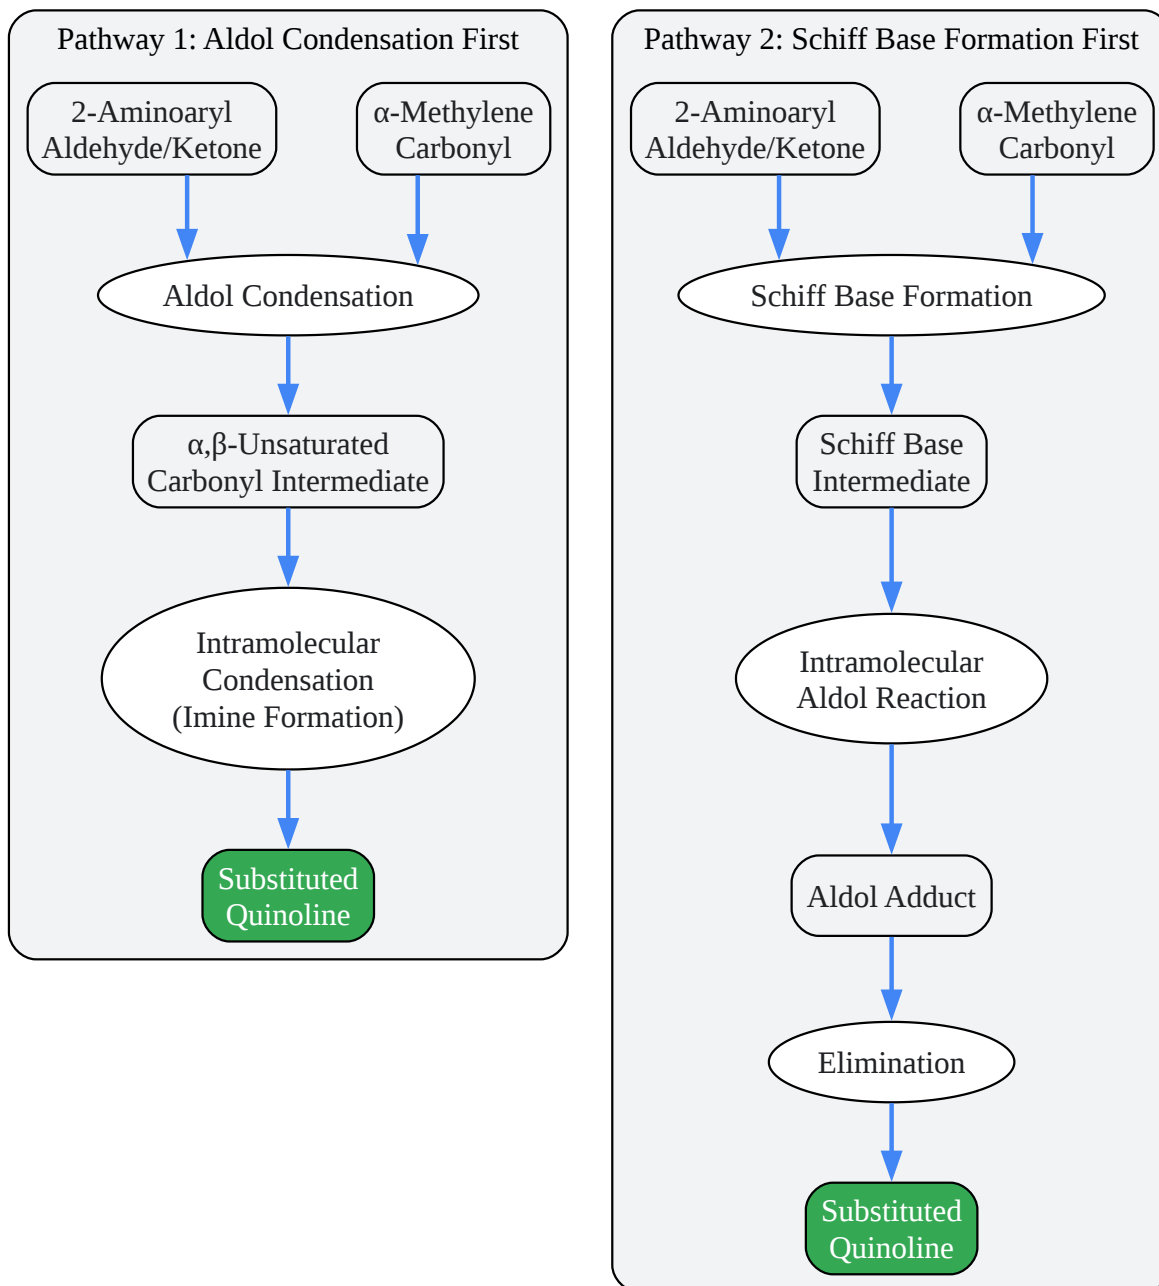 Pathway 1: Aldol Condensation First
2-Aminoaryl
Aldehyde/Ketone
α-Methylene
Carbonyl
Aldol Condensation
α,β-Unsaturated
Carbonyl Intermediate
Intramolecular
Condensation
(Imine Formation)
Substituted
Quinoline
Pathway 2: Schiff Base Formation First
2-Aminoaryl
Aldehyde/Ketone
α-Methylene
Carbonyl
Schiff Base Formation
Schiff Base
Intermediate
Intramolecular
Aldol Reaction
Aldol Adduct
Elimination
Substituted
Quinoline